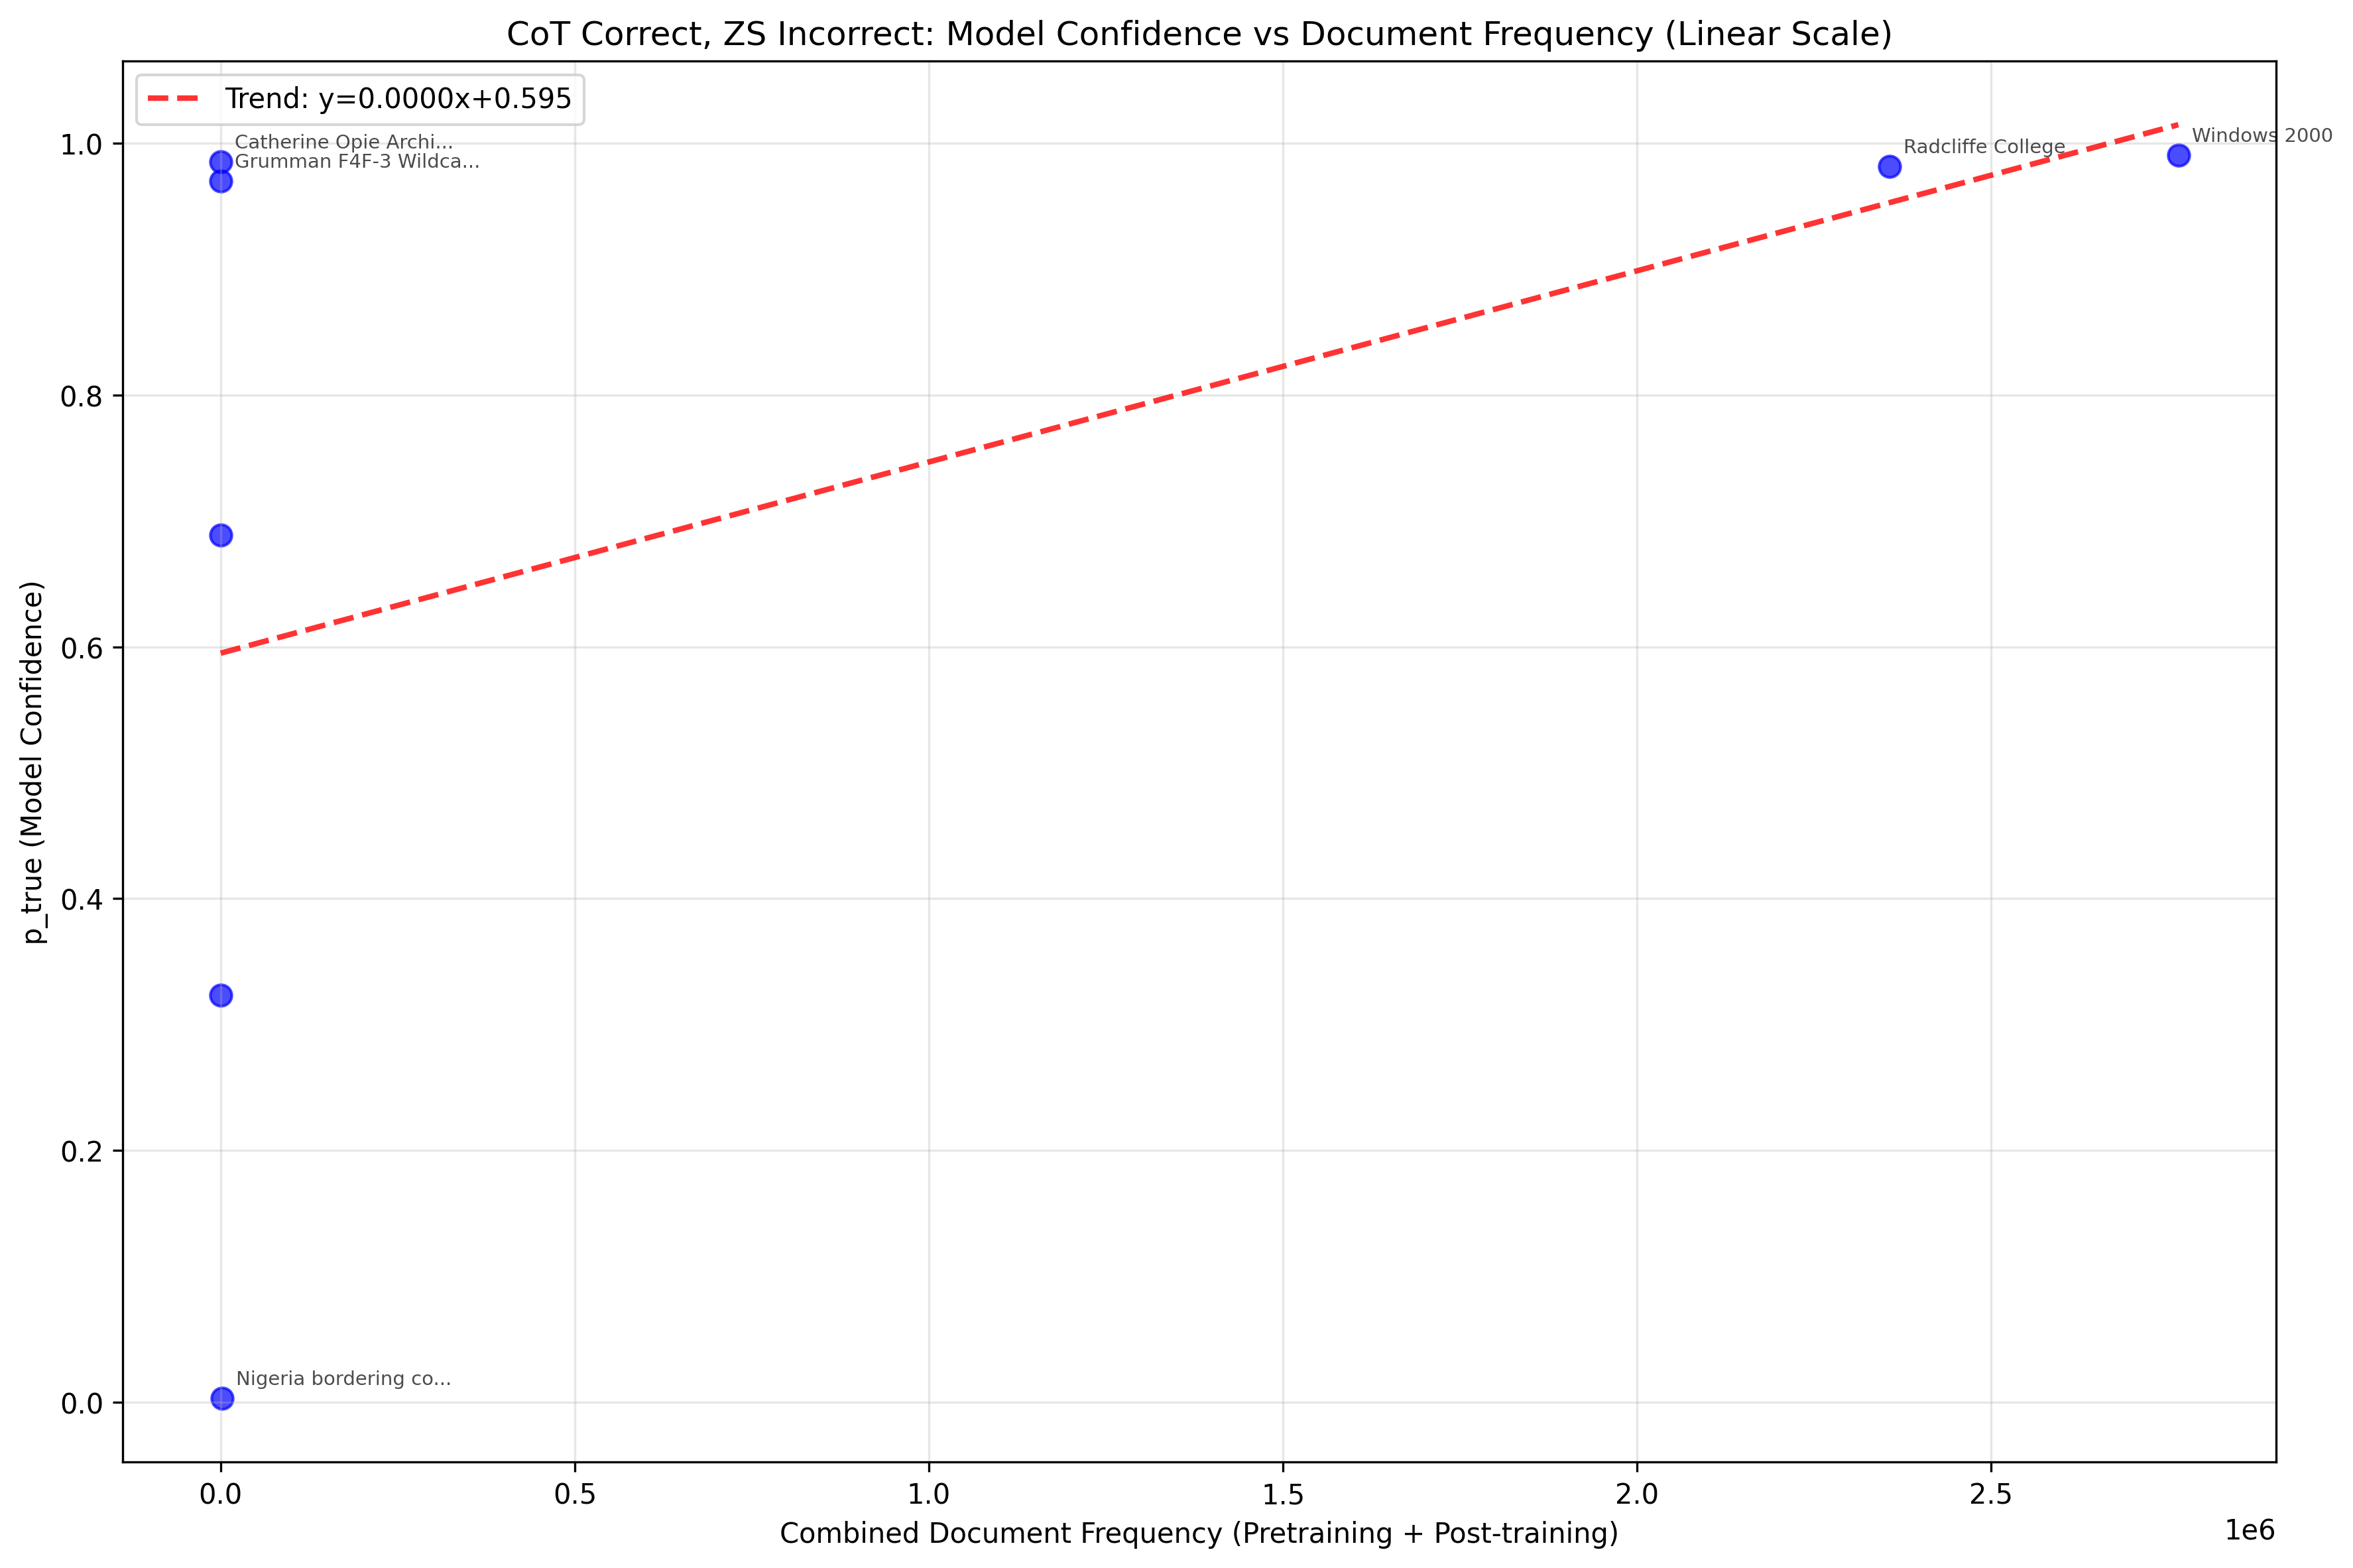 CoT Correct, ZS Incorrect: Model Confidence vs Document Frequency (Linear Scale)
Trend: y=0.0000x+0.595
Catherine Opie Archi...
Grumman F4F-3 Wildca...
Radcliffe College
Windows 2000
Nigeria bordering co...
p_true (Model Confidence)
1.0
0.8
0.6
0.4
0.2
0.0
0.0 0.5 1.0 1.5 2.0 2.5
1e6
Combined Document Frequency (Pretraining + Post-training)